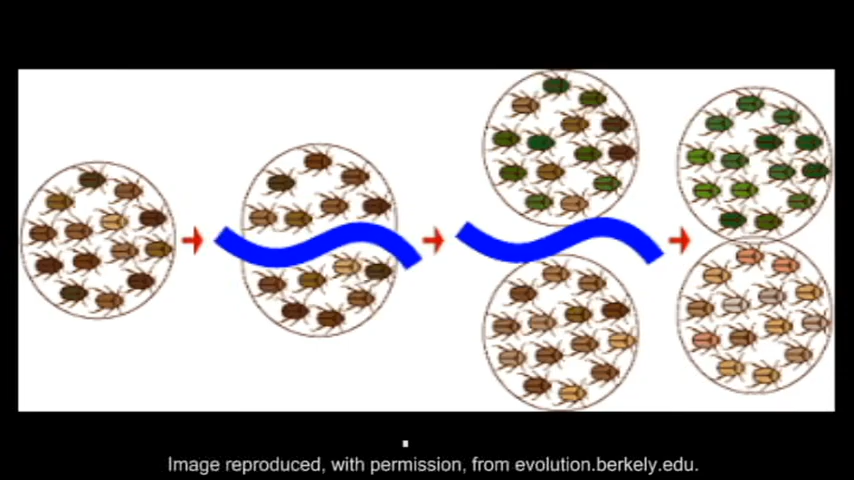 Image reproduced, with permission, from evolution.berkely.edu.